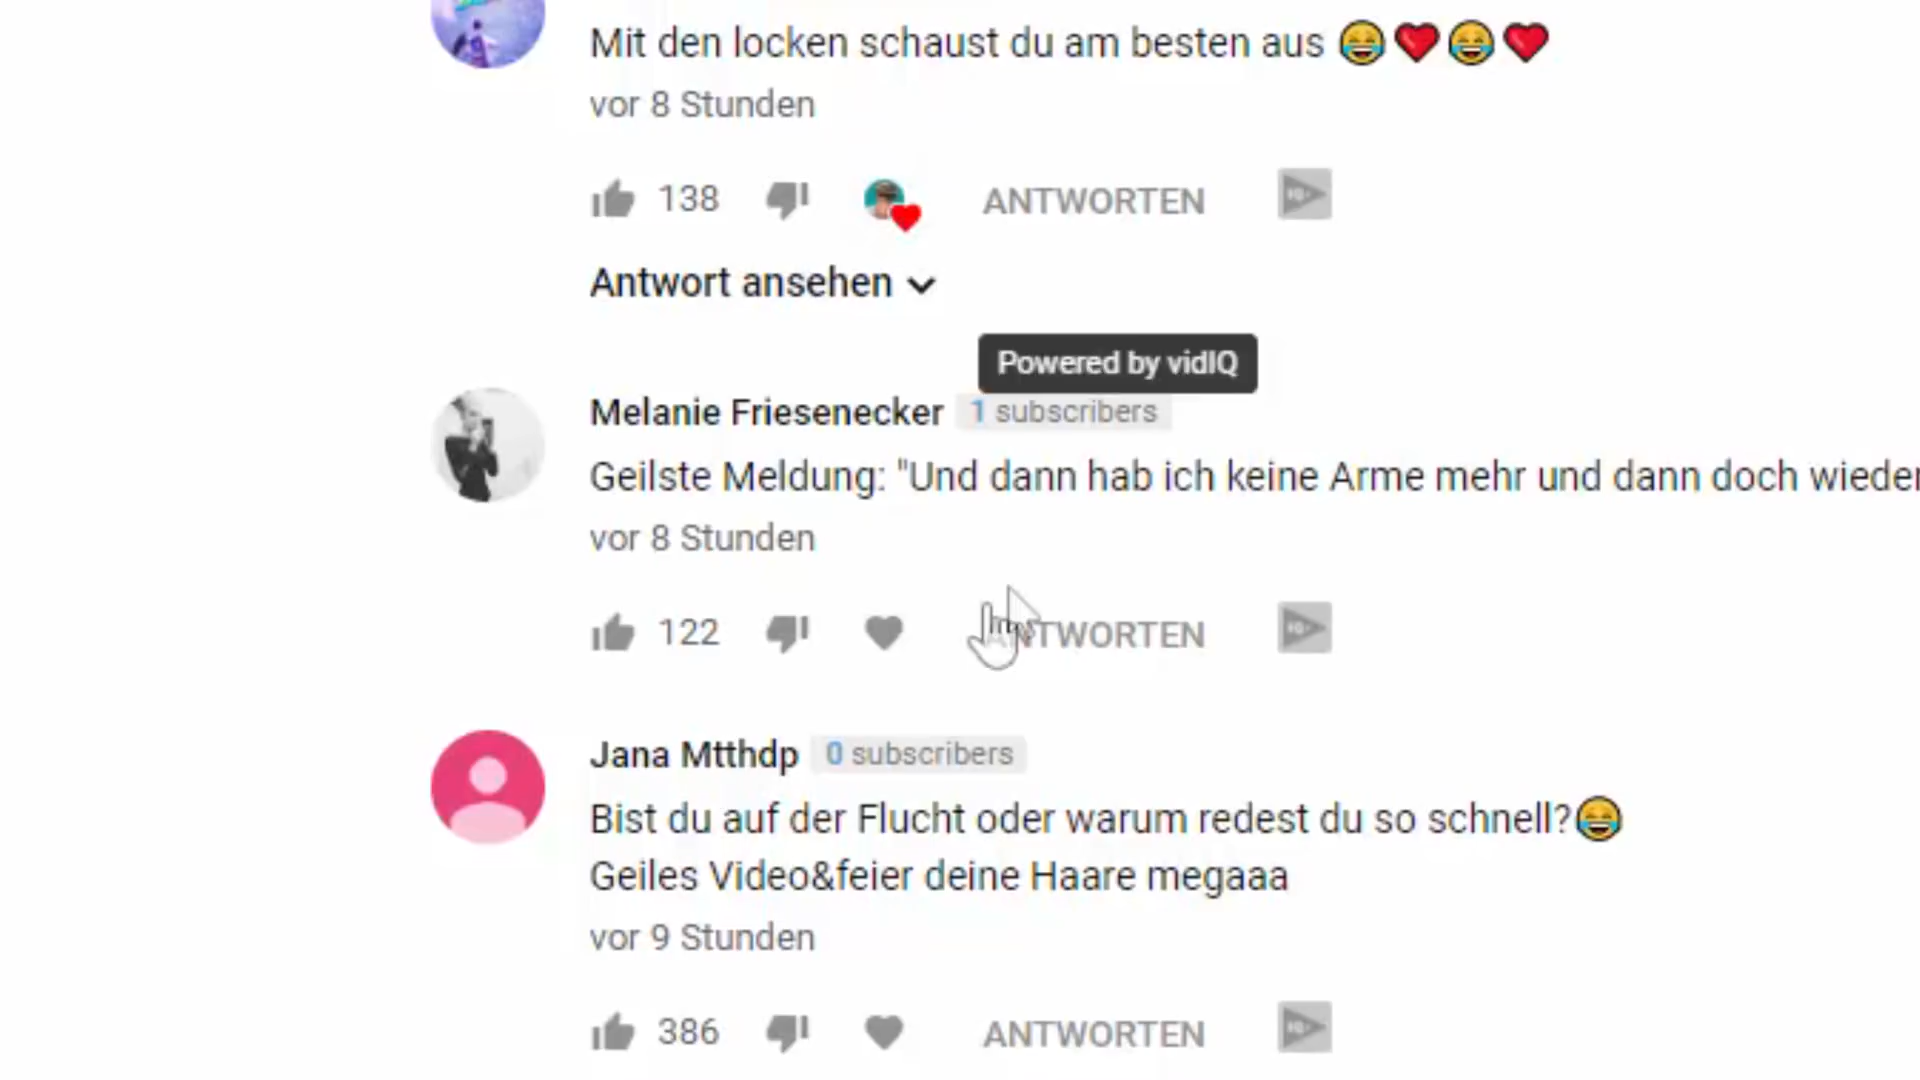 Mit den locken schaust du am besten aus 😂❤️😂❤️
vor 8 Stunden
138 ANTWORTEN
Antwort ansehen
Powered by vidIQ
Melanie Friesenecker 1 subscribers
Geilste Meldung: "Und dann hab ich keine Arme mehr und dann doch wieder
vor 8 Stunden
122 ANTWORTEN
Jana Mtthdp 0 subscribers
Bist du auf der Flucht oder warum redest du so schnell?😂
Geiles Video&feier deine Haare megaaa
vor 9 Stunden
386 ANTWORTEN